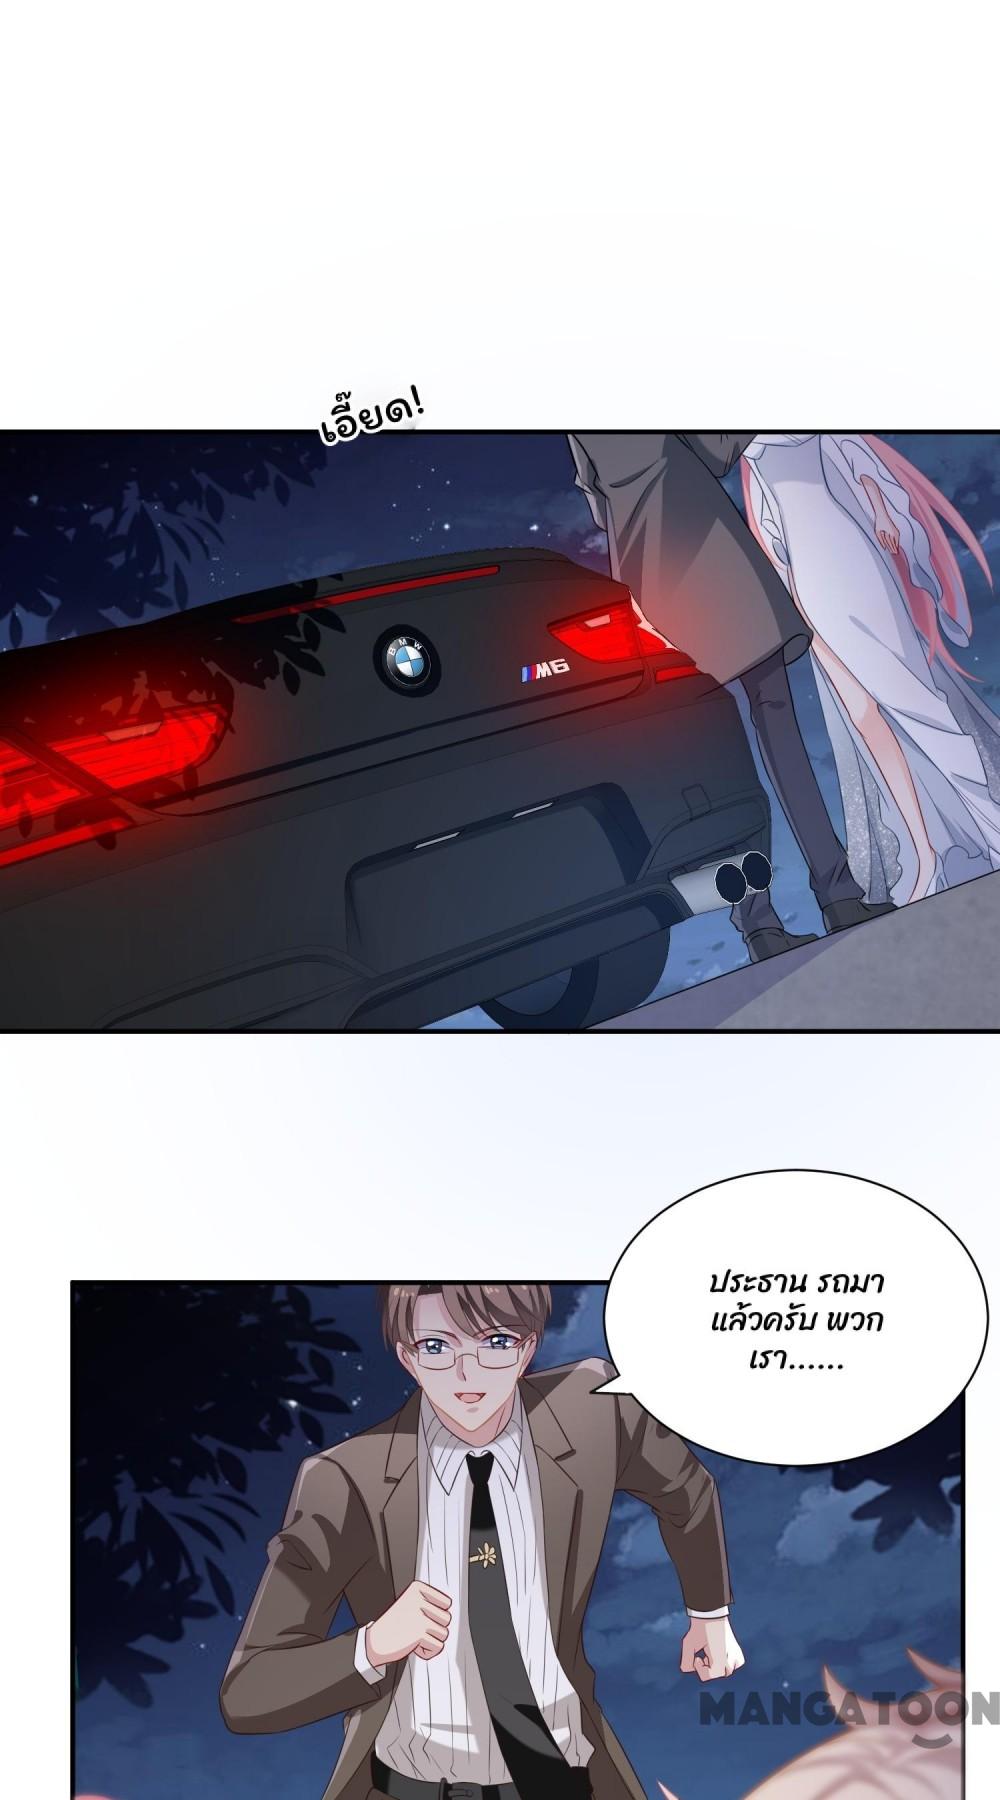 เอี๊ยด!
BMW
M6
ประธาน รถมา
แล้วครับ พวก
เรา......
MANGATOON